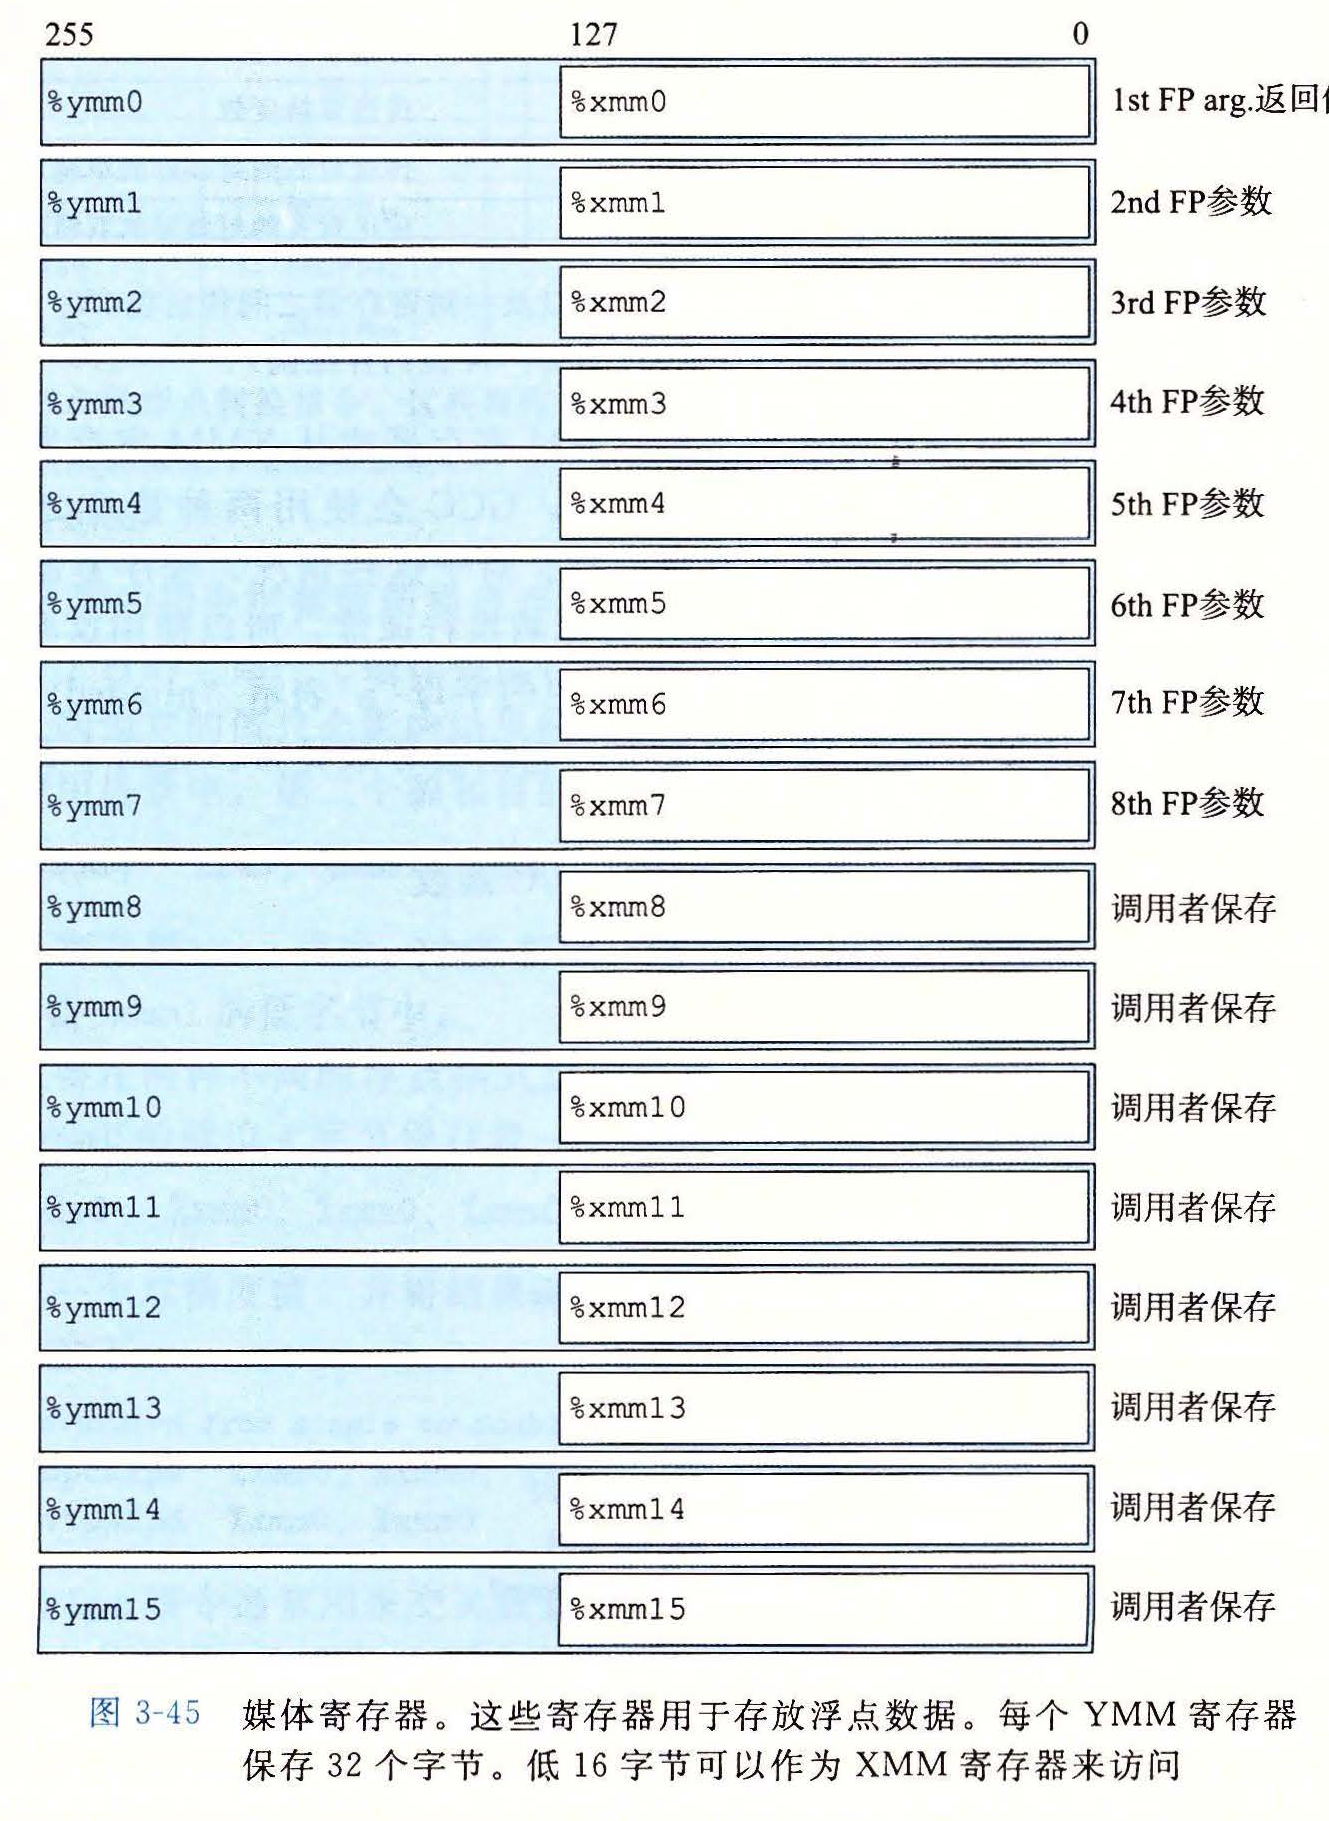 255 127 0
%ymm0 %xmm0 1st FP arg.返回
%ymm1 %xmm1 2nd FP参数
%ymm2 %xmm2 3rd FP参数
%ymm3 %xmm3 4th FP参数
%ymm4 %xmm4 5th FP参数
%ymm5 %xmm5 6th FP参数
%ymm6 %xmm6 7th FP参数
%ymm7 %xmm7 8th FP参数
%ymm8 %xmm8 调用者保存
%ymm9 %xmm9 调用者保存
%ymm10 %xmm10 调用者保存
%ymm11 %xmm11 调用者保存
%ymm12 %xmm12 调用者保存
%ymm13 %xmm13 调用者保存
%ymm14 %xmm14 调用者保存
%ymm15 %xmm15 调用者保存
图 3-45 媒体寄存器。这些寄存器用于存放浮点数据。每个 YMM 寄存器
保存 32 个字节。低 16 字节可以作为 XMM 寄存器来访问